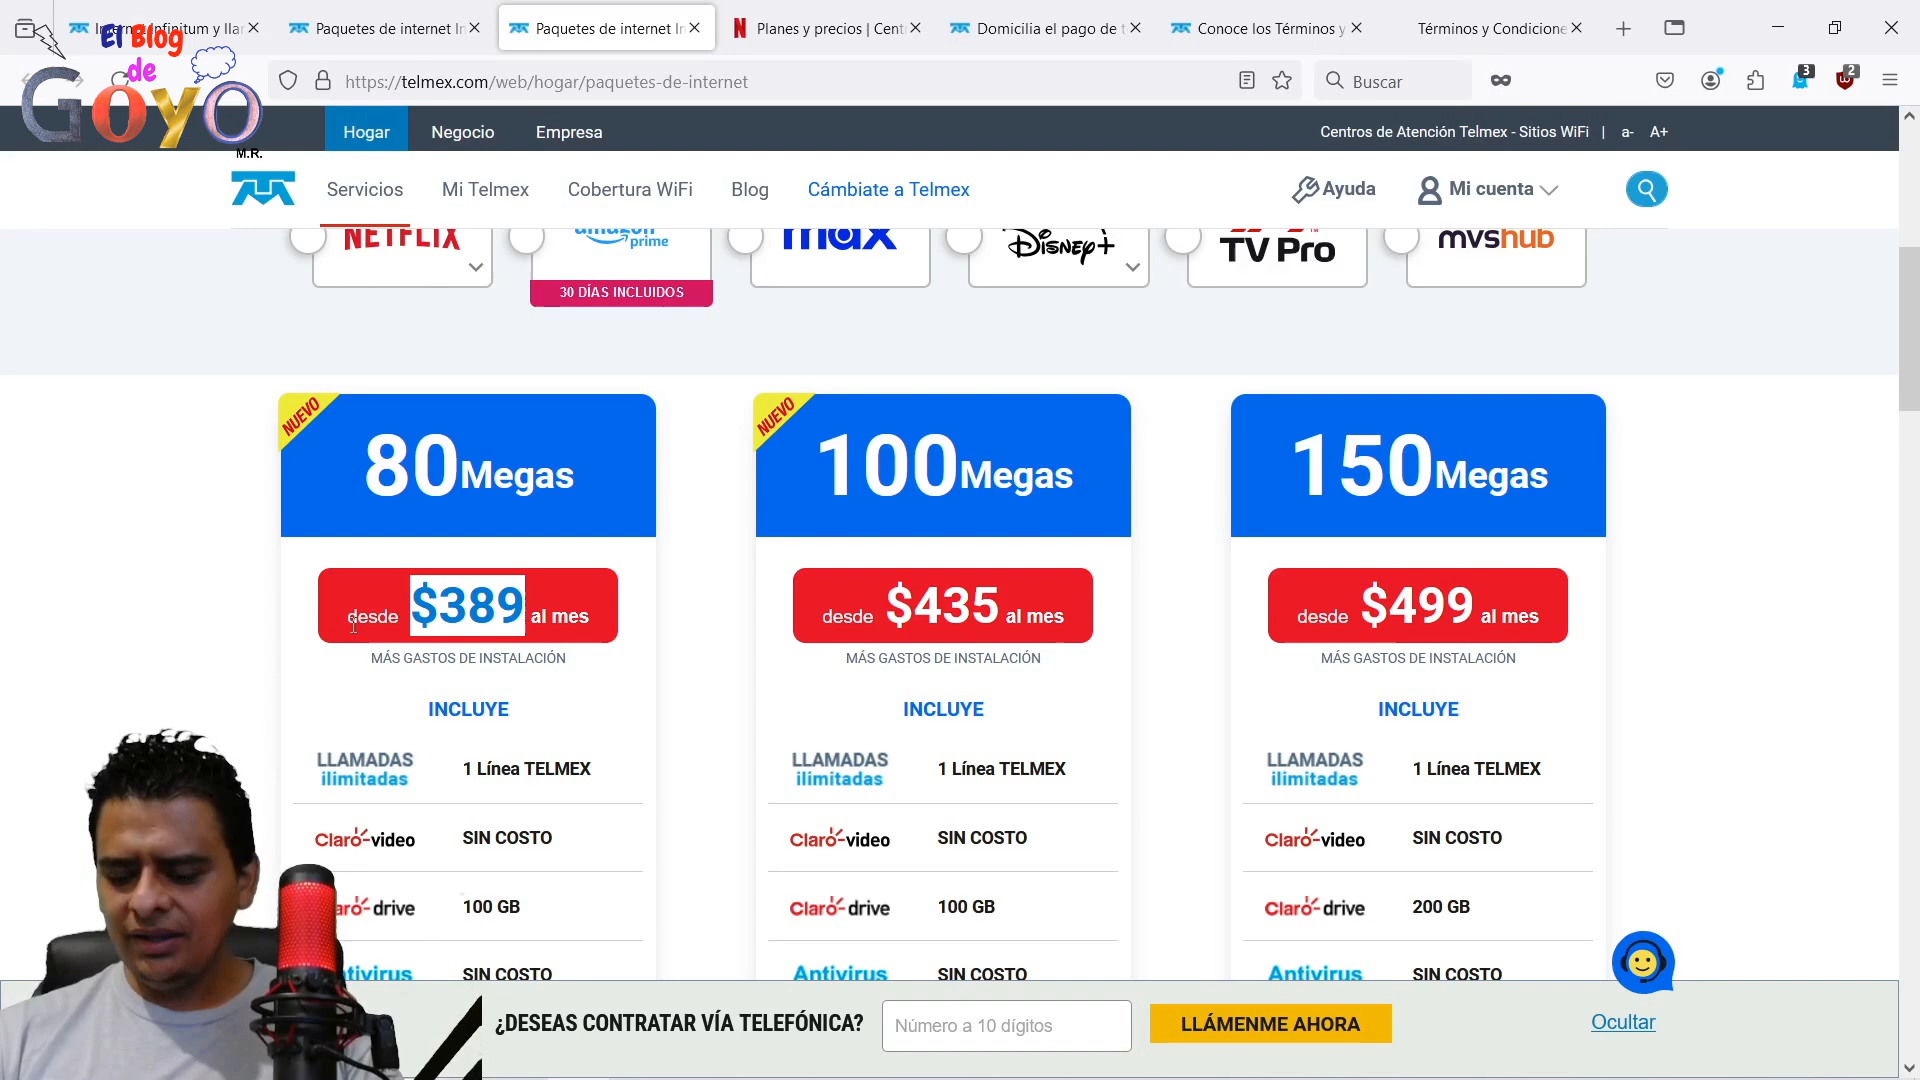 Paquetes de internet In
Paquetes de internet In
Planes y precios | Cent
Domicilia el pago de t
Conoce los Términos y
Términos y Condicione
El Blog
de
GOYO
M.R.
https://telmex.com/web/hogar/paquetes-de-internet
Buscar
3
2
Hogar
Negocio
Empresa
Centros de Atención Telmex - Sitios WiFi | a- A+
Servicios
Mi Telmex
Cobertura WiFi
Blog
Cámbiate a Telmex
Ayuda
Mi cuenta
NETFLIX
amazon
prime
max
Disney+
TV Pro
mvshub
30 DÍAS INCLUIDOS
NUEVO
80Megas
NUEVO
100Megas
150Megas
desde $389 al mes
desde $435 al mes
desde $499 al mes
MÁS GASTOS DE INSTALACIÓN
MÁS GASTOS DE INSTALACIÓN
MÁS GASTOS DE INSTALACIÓN
INCLUYE
INCLUYE
INCLUYE
LLAMADAS
ilimitadas
1 Línea TELMEX
LLAMADAS
ilimitadas
1 Línea TELMEX
LLAMADAS
ilimitadas
1 Línea TELMEX
Claro-video
SIN COSTO
Claro-video
SIN COSTO
Claro-video
SIN COSTO
aro-drive
100 GB
Claro-drive
100 GB
Claro-drive
200 GB
ntivirus
SIN COSTO
Antivirus
SIN COSTO
Antivirus
SIN COSTO
¿DESEAS CONTRATAR VÍA TELEFÓNICA?
Número a 10 dígitos
LLÁMENME AHORA
Ocultar